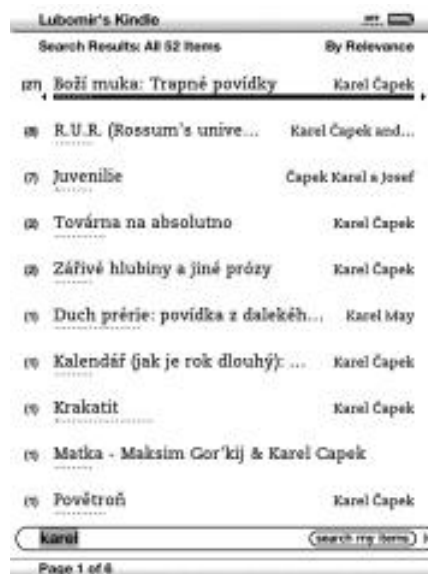 Lubomir's Kindle
Search Results: All 52 Items By Relevance
(27) Boží muka: Trapné povídky Karel Čapek
(8) R.U.R. (Rossum's unive... Karel Čapek and...
(7) Juvenilie Čapek Karel a Josef
(2) Továrna na absolutno Karel Čapek
(2) Zářivé hlubiny a jiné prózy Karel Čapek
(1) Duch prérie: povídka z dalekéh... Karel May
(1) Kalendář (jak je rok dlouhý): ... Karel Čapek
(1) Krakatit Karel Čapek
(1) Matka - Maksim Gor'kij & Karel Capek
(1) Povětroň Karel Čapek
karel search my items
Page 1 of 6